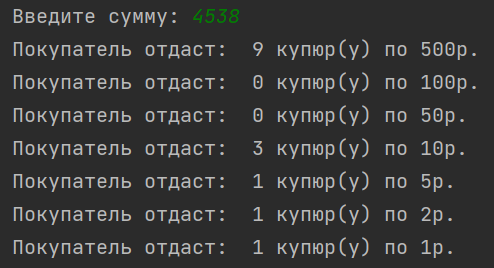 Введите сумму: 4538
Покупатель отдаст:  9 купюр(у) по 500р.
Покупатель отдаст:  0 купюр(у) по 100р.
Покупатель отдаст:  0 купюр(у) по 50р.
Покупатель отдаст:  3 купюр(у) по 10р.
Покупатель отдаст:  1 купюр(у) по 5р.
Покупатель отдаст:  1 купюр(у) по 2р.
Покупатель отдаст:  1 купюр(у) по 1р.